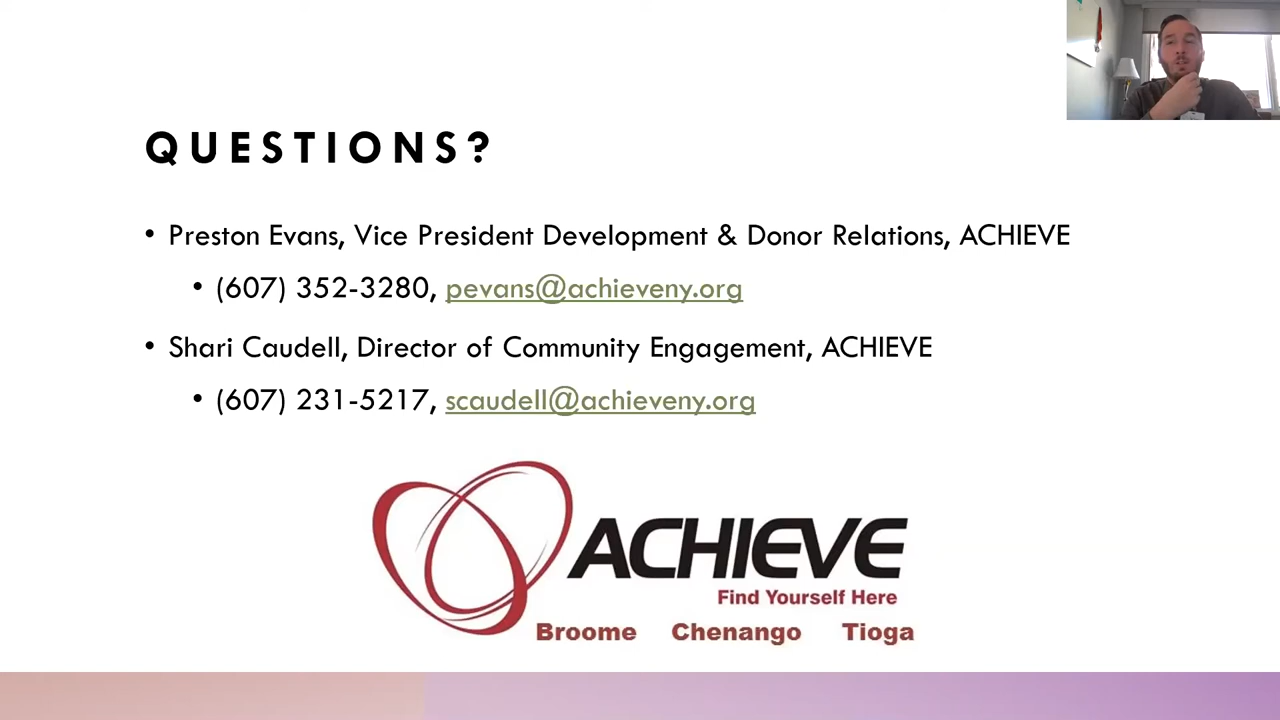 QUESTIONS?
• Preston Evans, Vice President Development & Donor Relations, ACHIEVE
• (607) 352-3280, pevans@achieveny.org
• Shari Caudell, Director of Community Engagement, ACHIEVE
• (607) 231-5217, scaudell@achieveny.org
ACHIEVE
Find Yourself Here
Broome Chenango Tioga